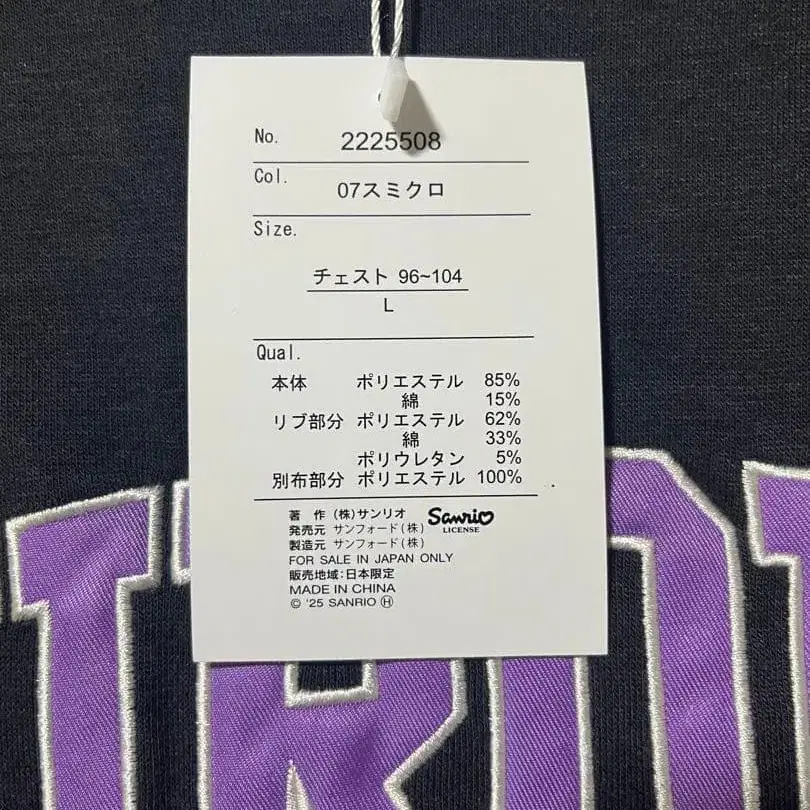 No. 2225508
Col. 07スミクロ
Size.
チェスト 96~104
L
Qual.
本体 ポリエステル 85%
綿 15%
リブ部分 ポリエステル 62%
綿 33%
ポリウレタン 5%
別布部分 ポリエステル 100%
著 作 (株)サンリオ
発売元 サンフォード(株)
製造元 サンフォード(株)
Sanrio
LICENSE
FOR SALE IN JAPAN ONLY
販売地域:日本限定
MADE IN CHINA
© '25 SANRIO Ⓗ